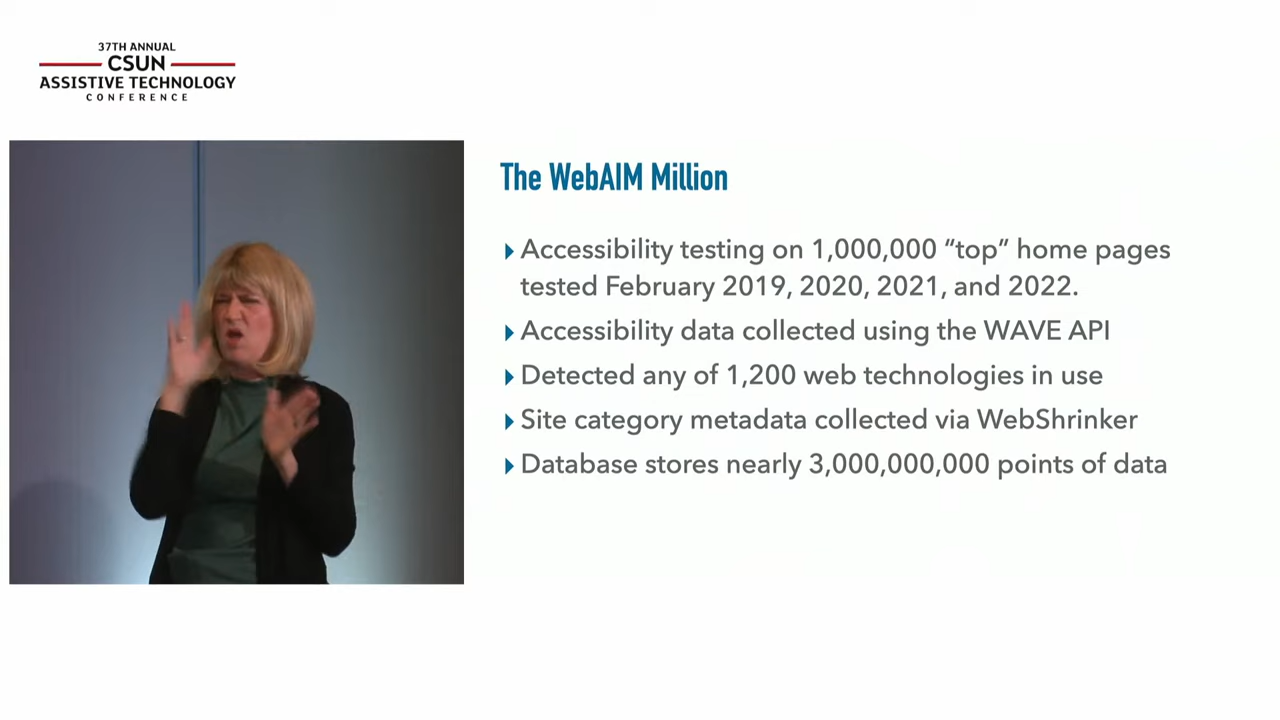 37TH ANNUAL
CSUN
ASSISTIVE TECHNOLOGY
CONFERENCE
The WebAIM Million
Accessibility testing on 1,000,000 “top” home pages
tested February 2019, 2020, 2021, and 2022.
Accessibility data collected using the WAVE API
Detected any of 1,200 web technologies in use
Site category metadata collected via WebShrinker
Database stores nearly 3,000,000,000 points of data